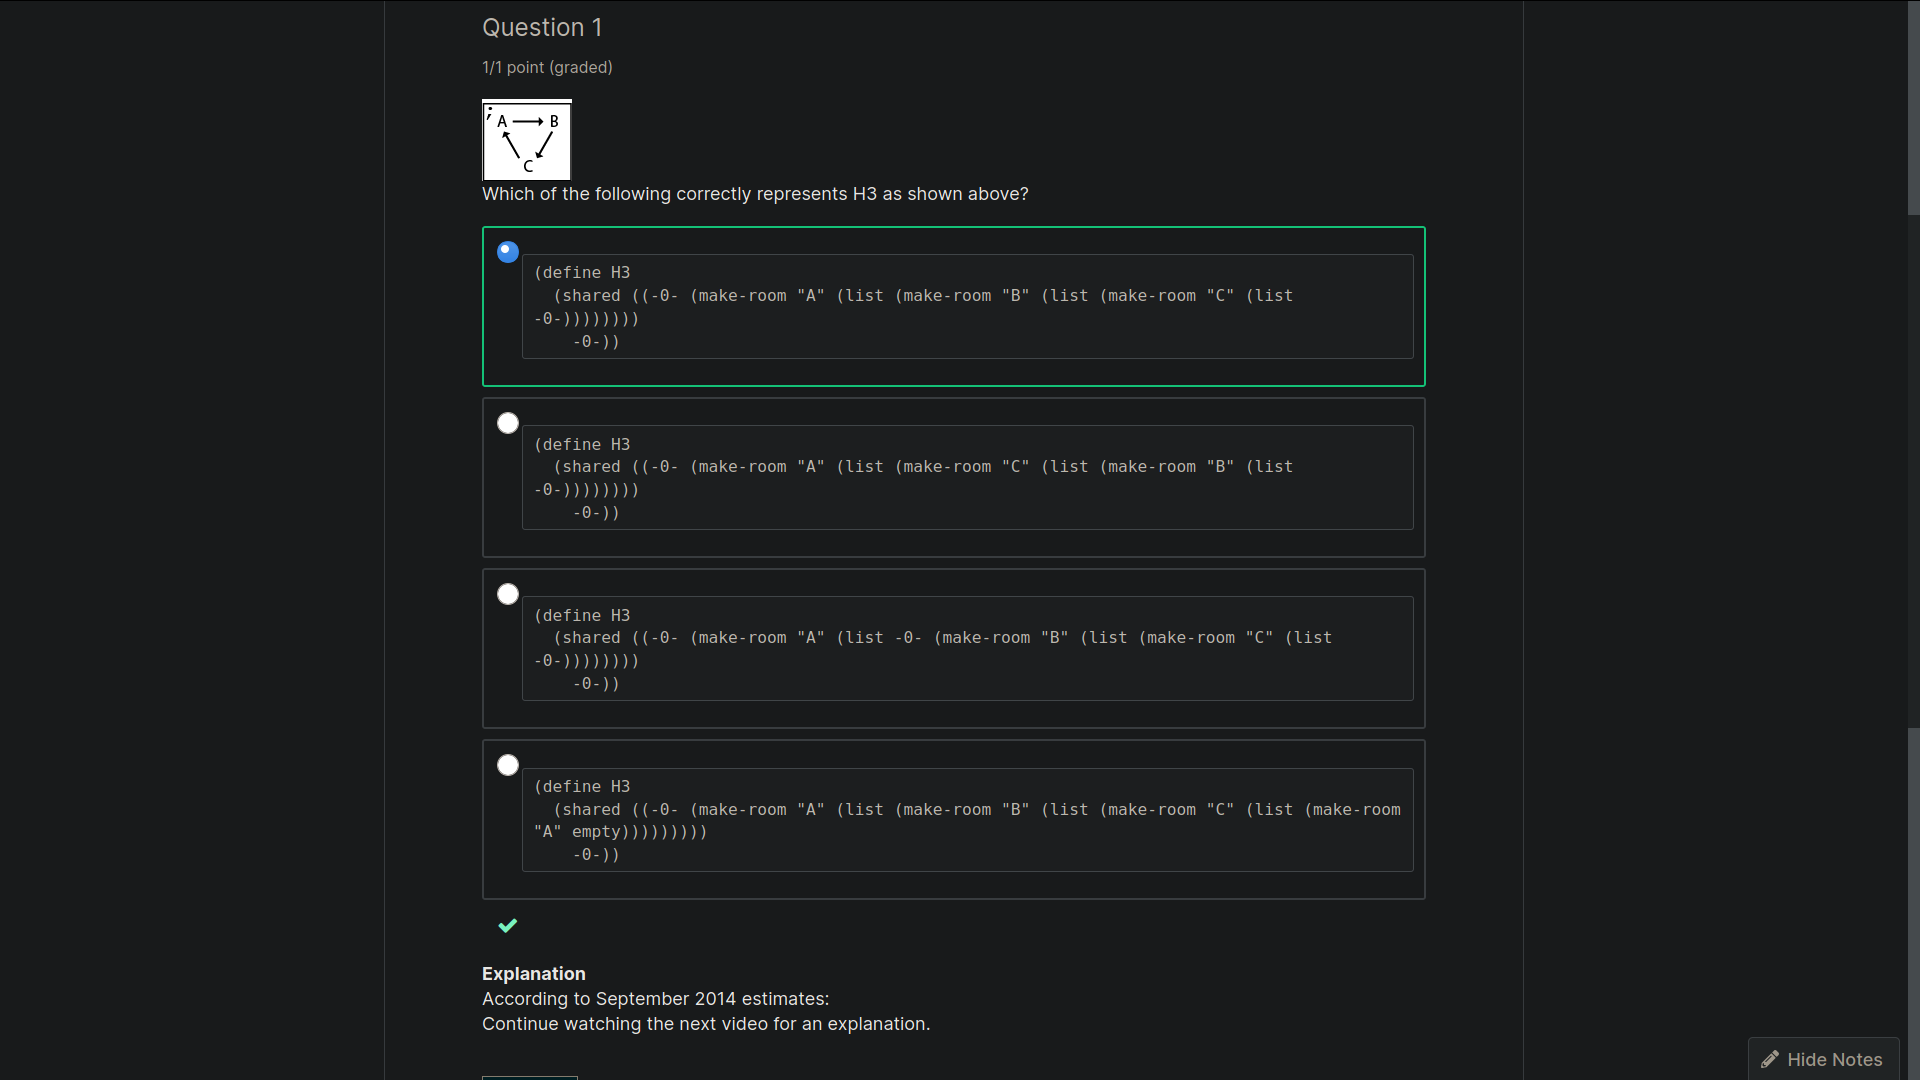 Question 1
1/1 point (graded)
; A B
C
Which of the following correctly represents H3 as shown above?
(define H3
(shared ((-0- (make-room "A" (list (make-room "B" (list (make-room "C" (list
-0-))))))))
-0-))
(define H3
(shared ((-0- (make-room "A" (list (make-room "C" (list (make-room "B" (list
-0-))))))))
-0-))
(define H3
(shared ((-0- (make-room "A" (list -0- (make-room "B" (list (make-room "C" (list
-0-))))))))
-0-))
(define H3
(shared ((-0- (make-room "A" (list (make-room "B" (list (make-room "C" (list (make-room
"A" empty)))))))))
-0-))
Explanation
According to September 2014 estimates:
Continue watching the next video for an explanation.
Hide Notes